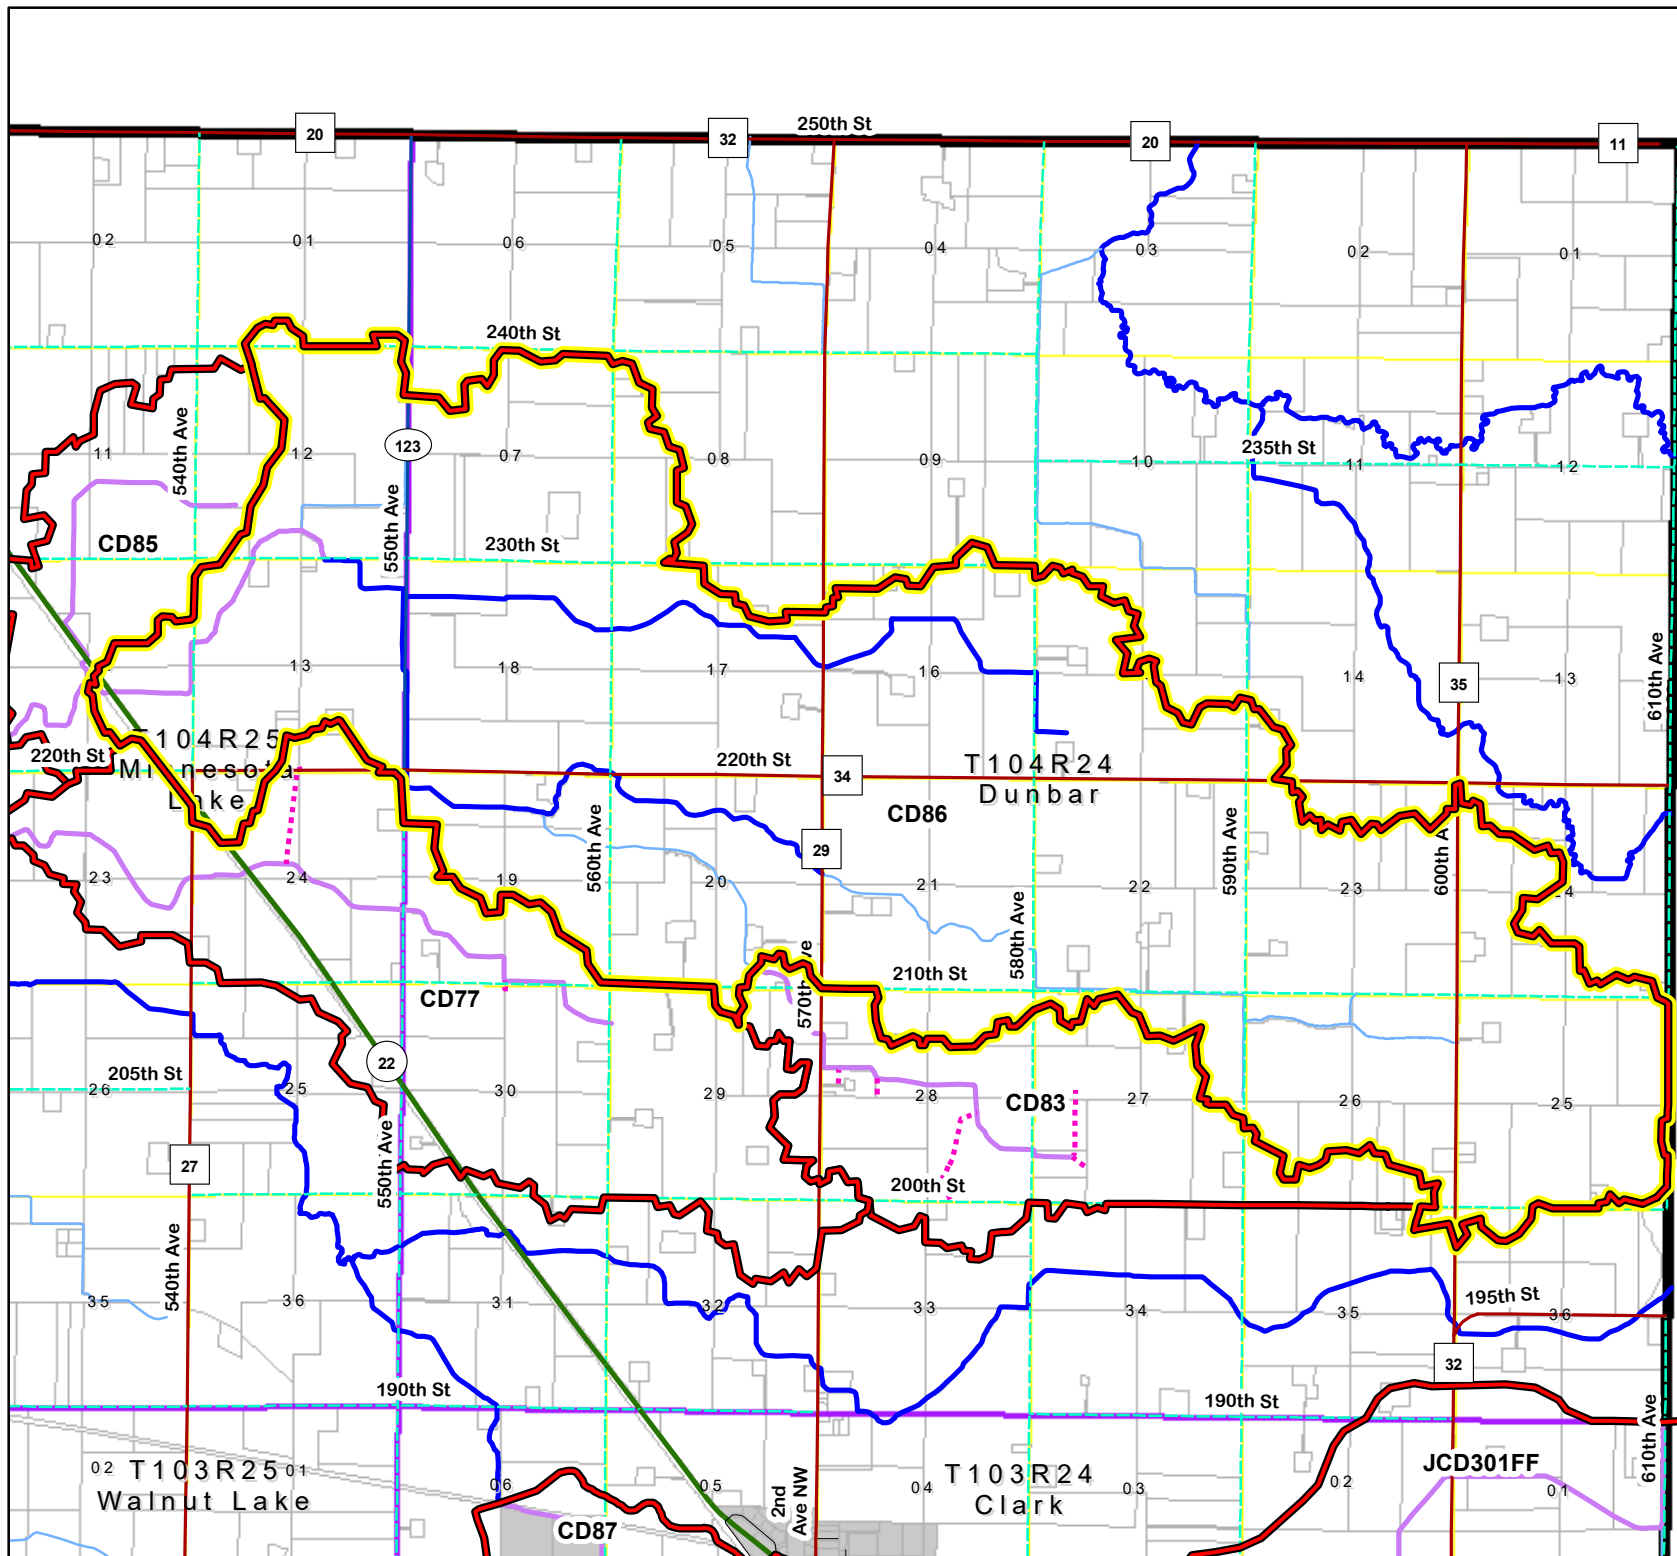 20
32
250th St
20
11
02
01
06
05
04
03
02
01
240th St
540th Ave
11
12
123
07
08
09
10
235th St
11
12
CD85
550th Ave
230th St
13
18
17
16
14
13
35
610th Ave
T104R25
Minnesota
Lake
220th St
220th St
34
T104R24
Dunbar
CD86
29
560th Ave
590th Ave
600th A
23
24
19
20
21
22
23
24
580th Ave
570th Ave
210th St
CD77
22
205th St
26
25
30
29
28
CD83
27
26
25
27
550th Ave
200th St
540th Ave
35
36
31
32
33
34
35
195th St
36
32
190th St
190th St
610th Ave
02
T103R25
01
Walnut Lake
06
05
2nd
Ave NW
04
T103R24
Clark
03
02
JCD301FF
01
CD87